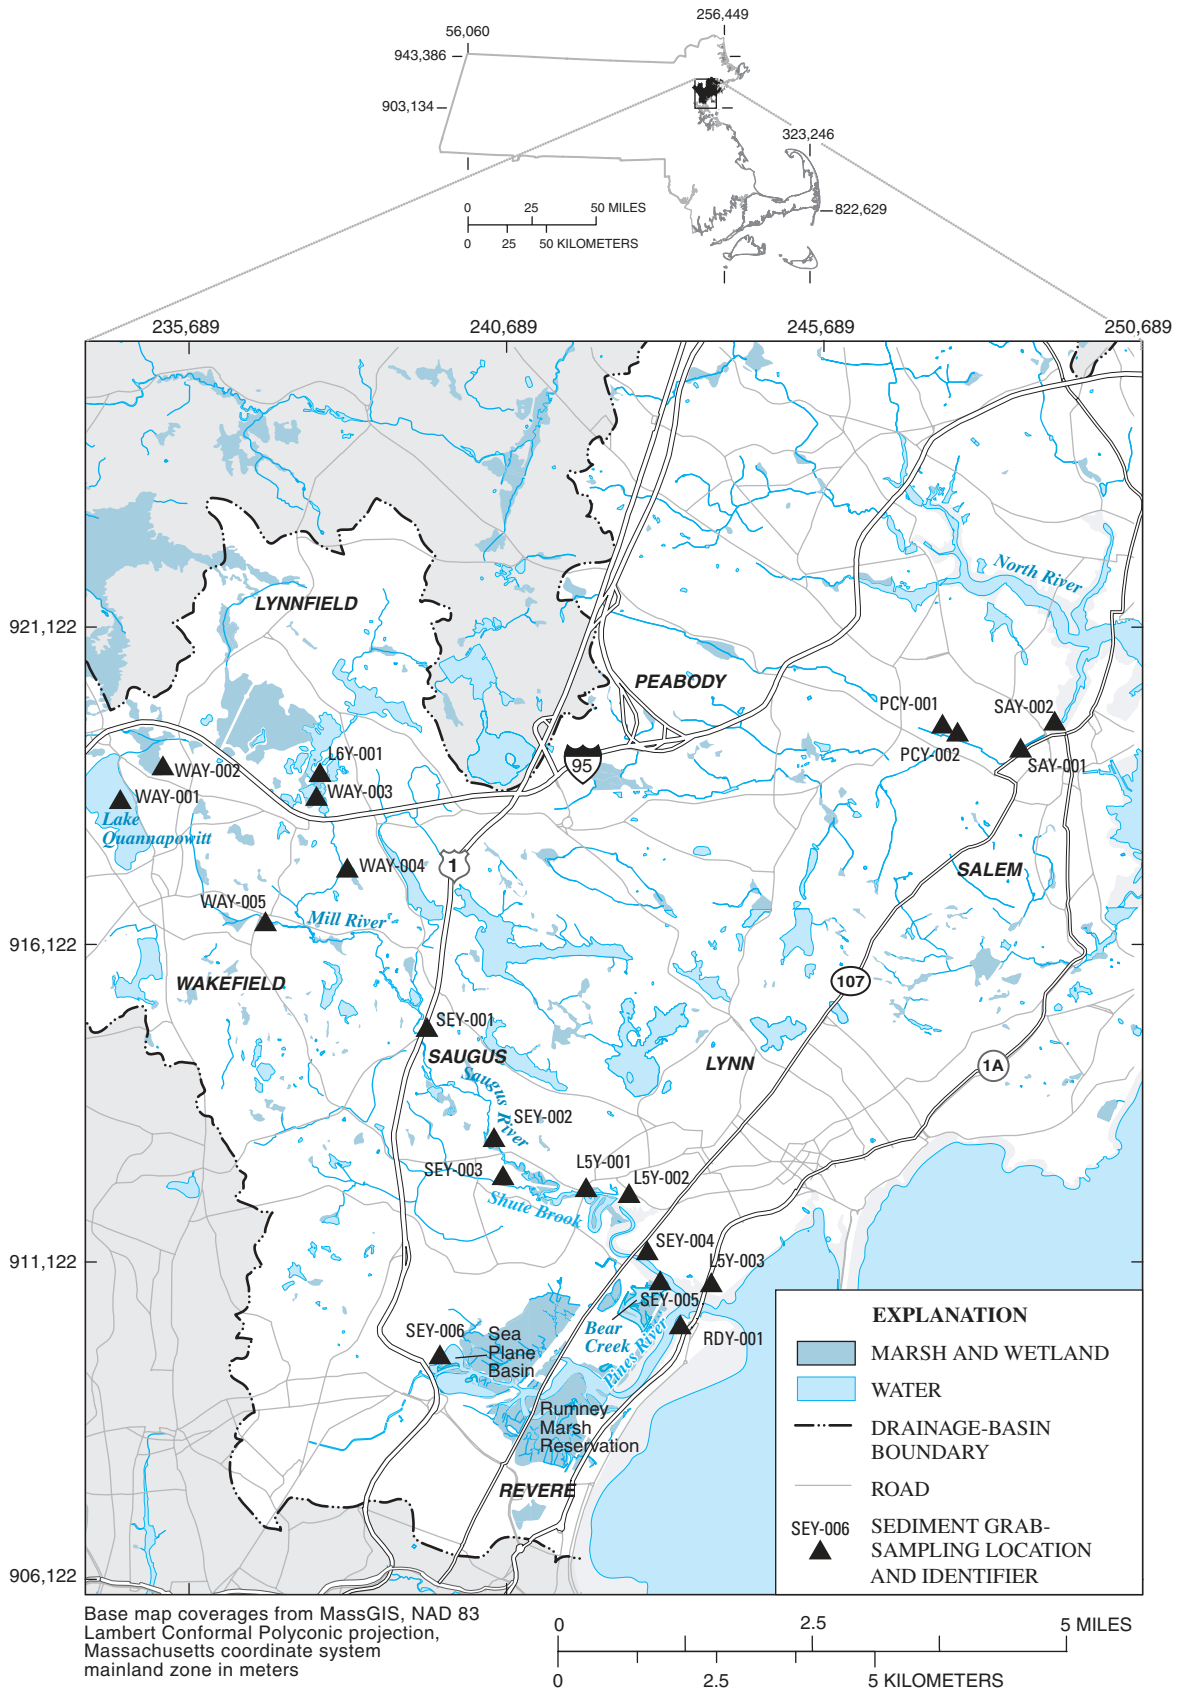 256,449
56,060
943,386
903,134
323,246
822,629
0 25 50 MILES
0 25 50 KILOMETERS
235,689 240,689 245,689 250,689
921,122
916,122
911,122
906,122
North River
LYNNFIELD
PEABODY
PCY-001
SAY-002
PCY-002
SAY-001
L6Y-001
WAY-002
95
WAY-003
WAY-001
Lake
Quannapowitt
WAY-004
1
SALEM
WAY-005
Mill River
WAKEFIELD
107
SEY-001
SAUGUS
LYNN
1A
Saugus
River
SEY-002
SEY-003
L5Y-001
L5Y-002
Shute Brook
SEY-004
L5Y-003
SEY-005
Bear
Creek
Pines River
RDY-001
SEY-006
Sea
Plane
Basin
Rumney
Marsh
Reservation
REVERE
EXPLANATION
MARSH AND WETLAND
WATER
DRAINAGE-BASIN
BOUNDARY
ROAD
SEY-006 SEDIMENT GRAB-
SAMPLING LOCATION
AND IDENTIFIER
Base map coverages from MassGIS, NAD 83
Lambert Conformal Polyconic projection,
Massachusetts coordinate system
mainland zone in meters
0 2.5 5 MILES
0 2.5 5 KILOMETERS